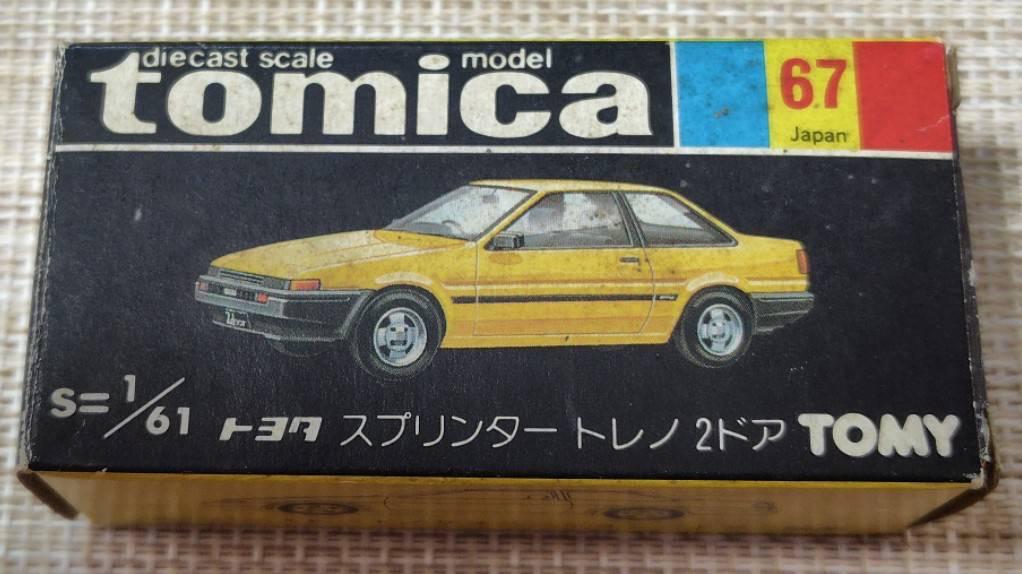 diecast scale model
tomica
67
Japan
S=1/61 トヨタ スプリンター トレノ 2ドア TOMY